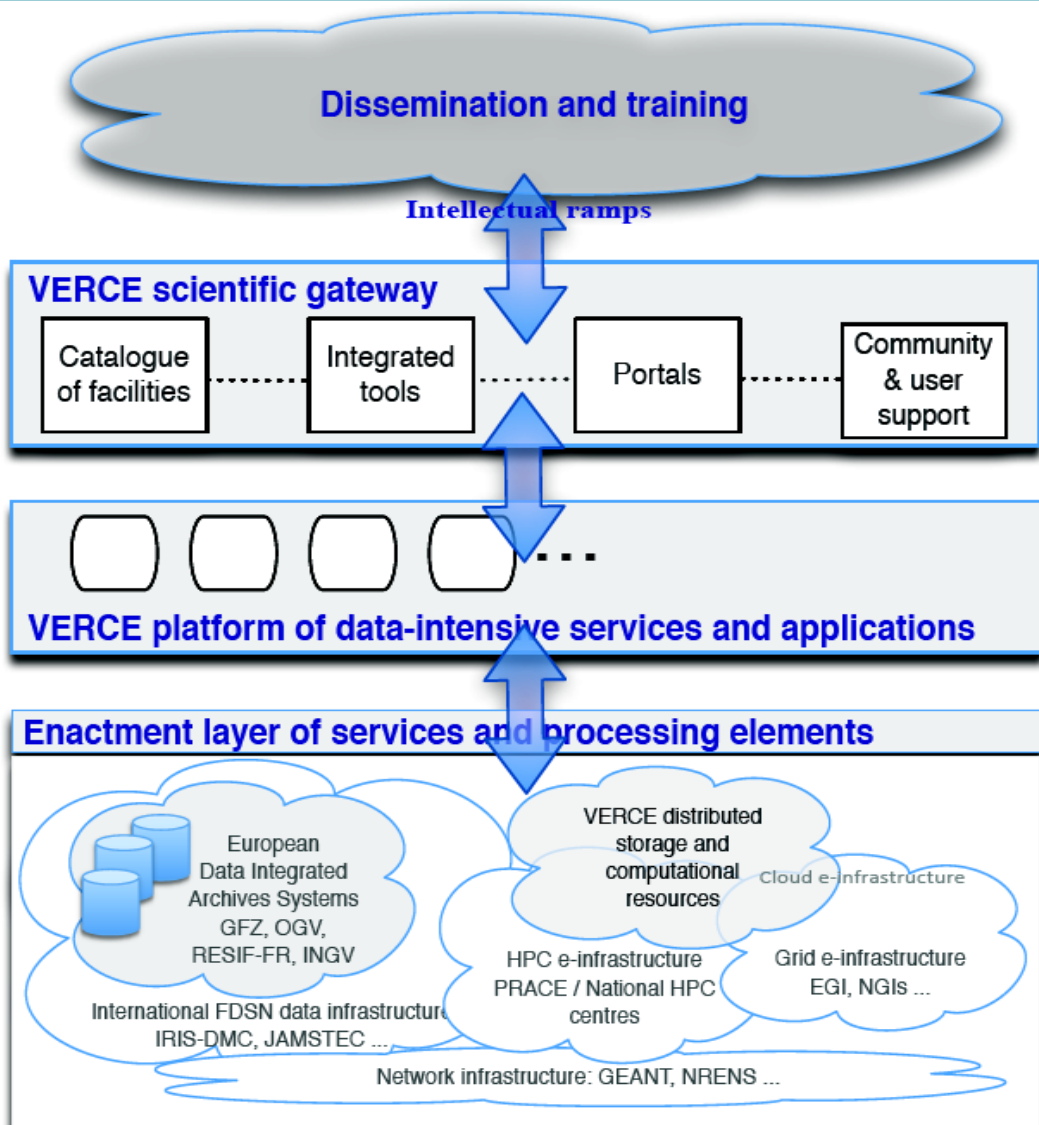 Dissemination and training
Intellectual ramps
VERCE scientific gateway
Catalogue
of facilities
Integrated
tools
Portals
Community
& user
support
...
VERCE platform of data-intensive services and applications
Enactment layer of services and processing elements
European
Data Integrated
Archives Systems
GFZ, OGV,
RESIF-FR, INGV
International FDSN data infrastructure
IRIS-DMC, JAMSTEC ...
VERCE distributed
storage and
computational
resources
Cloud e-infrastructure
HPC e-infrastructure
PRACE / National HPC
centres
Grid e-infrastructure
EGI, NGIs ...
Network infrastructure: GEANT, NRENS ...